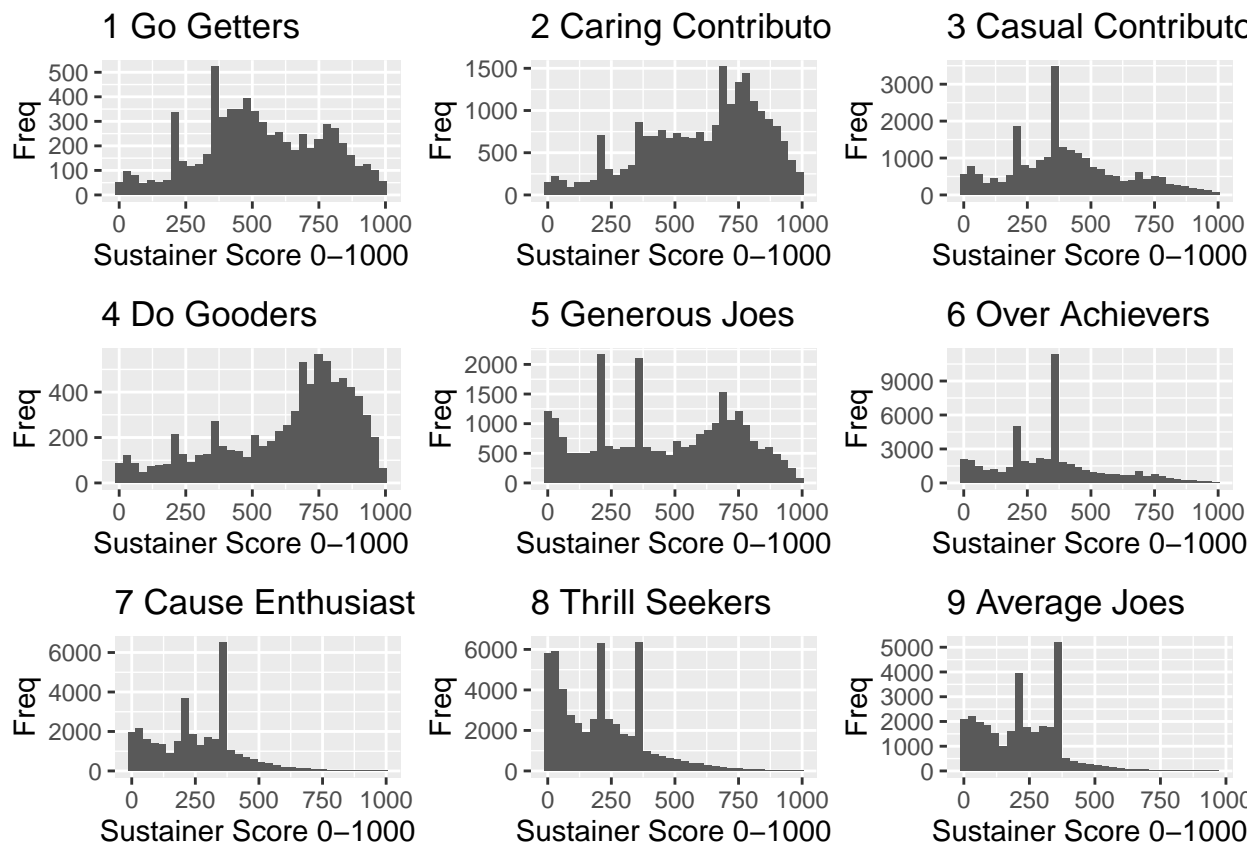 1 Go Getters
2 Caring Contributo
3 Casual Contributo
Freq
500
400
300
200
100
0
0 250 500 750 1000
Sustainer Score 0−1000
Freq
1500
1000
500
0
0 250 500 750 1000
Sustainer Score 0−1000
Freq
3000
2000
1000
0
0 250 500 750 1000
Sustainer Score 0−1000
4 Do Gooders
5 Generous Joes
6 Over Achievers
Freq
400
200
0
0 250 500 750 1000
Sustainer Score 0−1000
Freq
2000
1500
1000
500
0
0 250 500 750 1000
Sustainer Score 0−1000
Freq
9000
6000
3000
0
0 250 500 750 1000
Sustainer Score 0−1000
7 Cause Enthusiast
8 Thrill Seekers
9 Average Joes
Freq
6000
4000
2000
0
0 250 500 750 1000
Sustainer Score 0−1000
Freq
6000
4000
2000
0
0 250 500 750 1000
Sustainer Score 0−1000
Freq
5000
4000
3000
2000
1000
0
0 250 500 750 100
Sustainer Score 0−1000